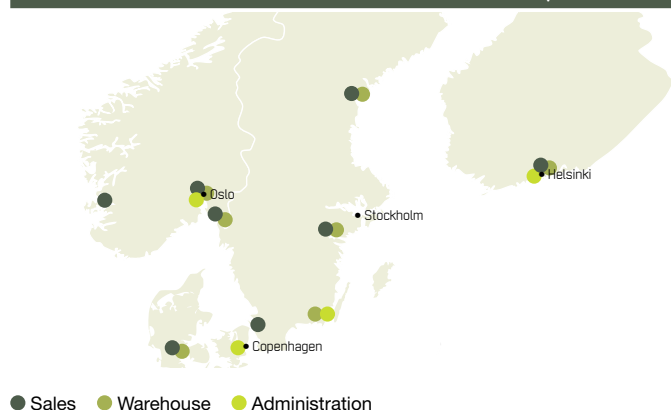 Helsinki
Oslo
Stockholm
Copenhagen
Sales Warehouse Administration